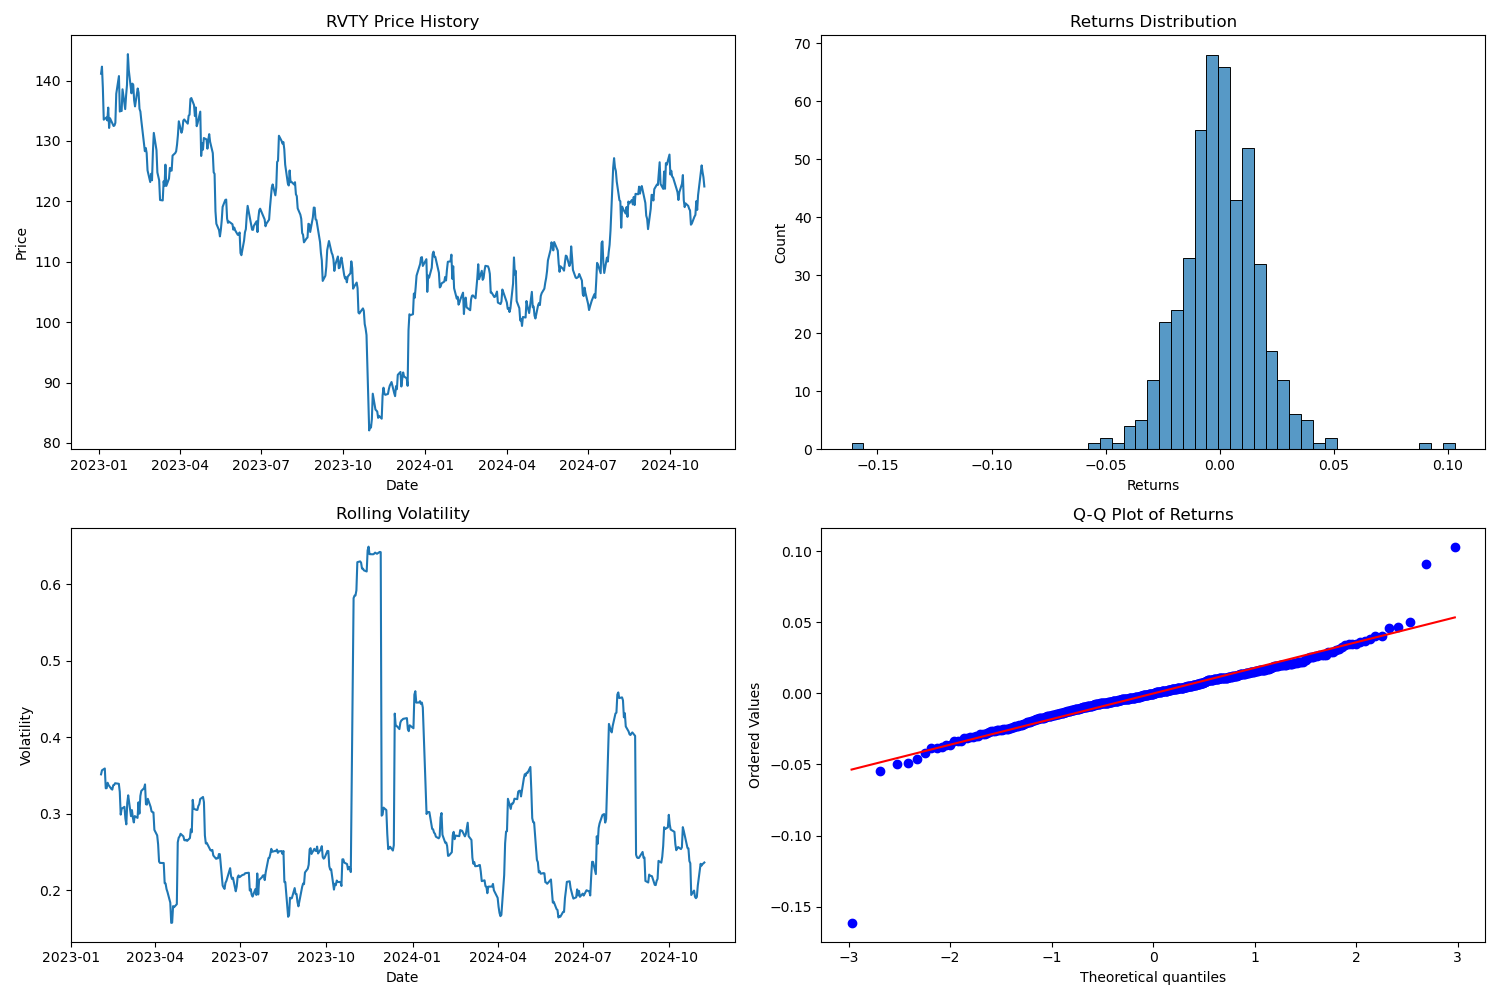 RVTY Price History
Price
140
130
120
110
100
90
80
2023-01 2023-04 2023-07 2023-10 2024-01 2024-04 2024-07 2024-10
Date
Returns Distribution
Count
70
60
50
40
30
20
10
0
−0.15 −0.10 −0.05 0.00 0.05 0.10
Returns
Rolling Volatility
Volatility
0.6
0.5
0.4
0.3
0.2
2023-01 2023-04 2023-07 2023-10 2024-01 2024-04 2024-07 2024-10
Date
Q-Q Plot of Returns
Ordered Values
0.10
0.05
0.00
−0.05
−0.10
−0.15
−3 −2 −1 0 1 2 3
Theoretical quantiles